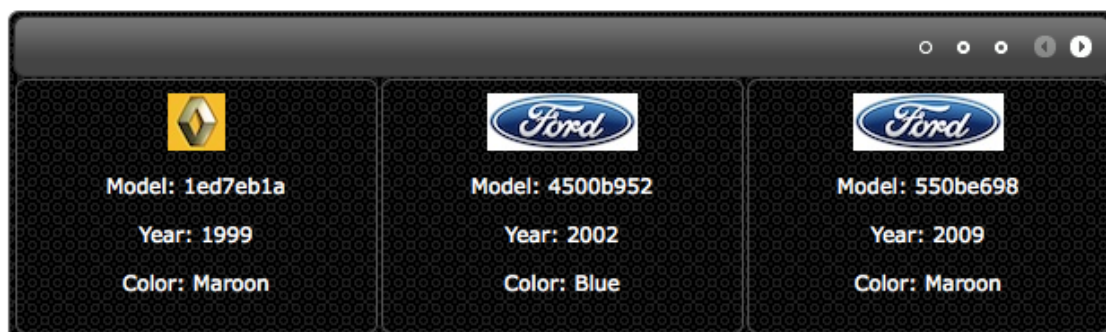 Ford
Ford
Model: 1ed7eb1a
Model: 4500b952
Model: 550be698
Year: 1999
Year: 2002
Year: 2009
Color: Maroon
Color: Blue
Color: Maroon